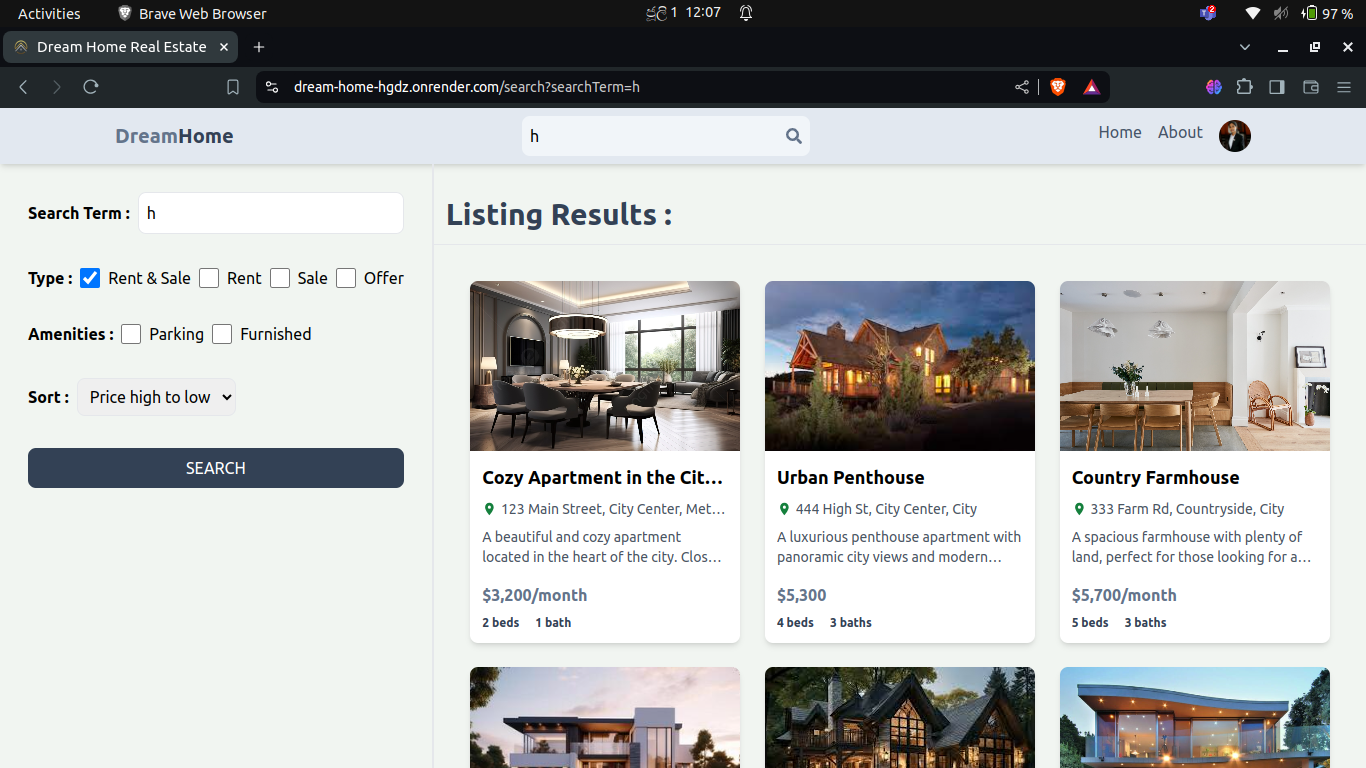 Activities
Brave Web Browser
ජූලි 1 12:07
2
97 %
Dream Home Real Estate
dream-home-hgdz.onrender.com/search?searchTerm=h
DreamHome
h
Home
About
Search Term :
h
Type :
Rent & Sale
Rent
Sale
Offer
Amenities :
Parking
Furnished
Sort :
Price high to low
SEARCH
Listing Results :
Cozy Apartment in the Cit...
123 Main Street, City Center, Met...
A beautiful and cozy apartment
located in the heart of the city. Clos...
$3,200/month
2 beds
1 bath
Urban Penthouse
444 High St, City Center, City
A luxurious penthouse apartment with
panoramic city views and modern...
$5,300
4 beds
3 baths
Country Farmhouse
333 Farm Rd, Countryside, City
A spacious farmhouse with plenty of
land, perfect for those looking for a...
$5,700/month
5 beds
3 baths